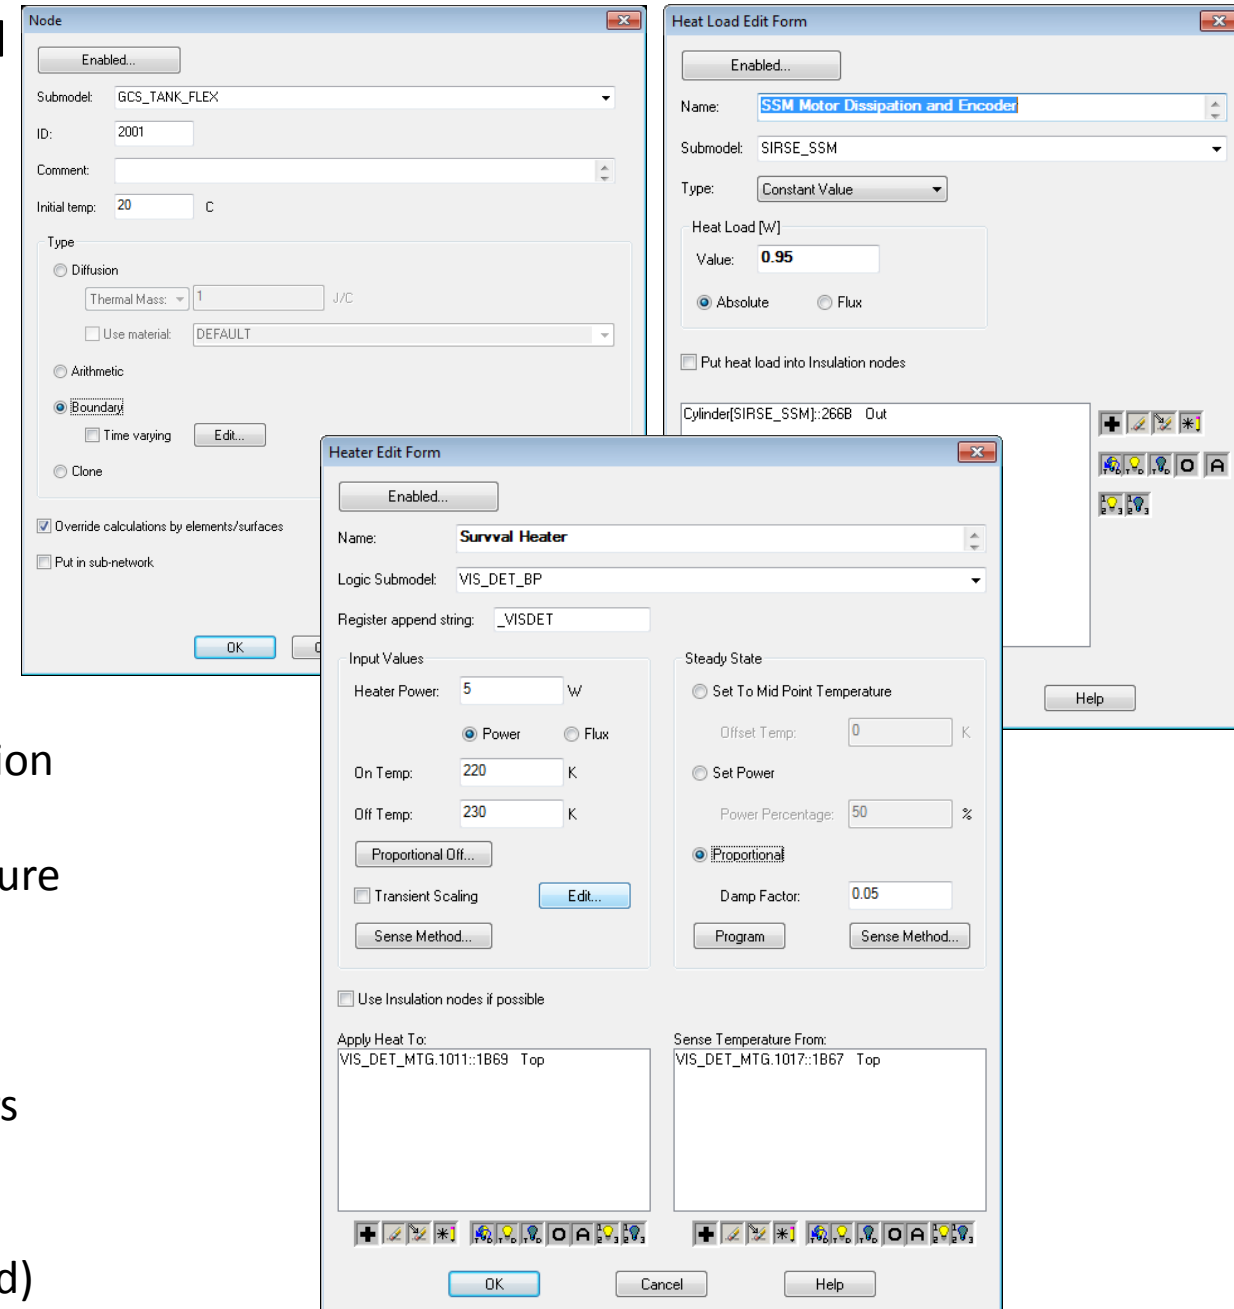 Node
Enabled...
Submodel: GCS_TANK_FLEX
ID: 2001
Comment:
Initial temp: 20 C
Type
Diffusion
Thermal Mass: 1 J/C
Use material: DEFAULT
Arithmetic
Boundary
Time varying Edit...
Clone
Override calculations by elements/surfaces
Put in sub-network
OK
Heat Load Edit Form
Enabled...
Name: SSM Motor Dissipation and Encoder
Submodel: SIRSE_SSM
Type: Constant Value
Heat Load [W]
Value: 0.95
Absolute Flux
Put heat load into Insulation nodes
Cylinder[SIRSE_SSM]::266B Out
Help
Heater Edit Form
Enabled...
Name: Survval Heater
Logic Submodel: VIS_DET_BP
Register append string: _VISDET
Input Values
Heater Power: 5 W
Power Flux
On Temp: 220 K
Off Temp: 230 K
Proportional Off...
Transient Scaling Edit...
Sense Method...
Steady State
Set To Mid Point Temperature
Offset Temp: 0 K
Set Power
Power Percentage: 50 %
Proportional
Damp Factor: 0.05
Program Sense Method...
Use Insulation nodes if possible
Apply Heat To:
VIS_DET_MTG.1011::1B69 Top
Sense Temperature From:
VIS_DET_MTG.1017::1B67 Top
OK Cancel Help
ion
ure
s
d)